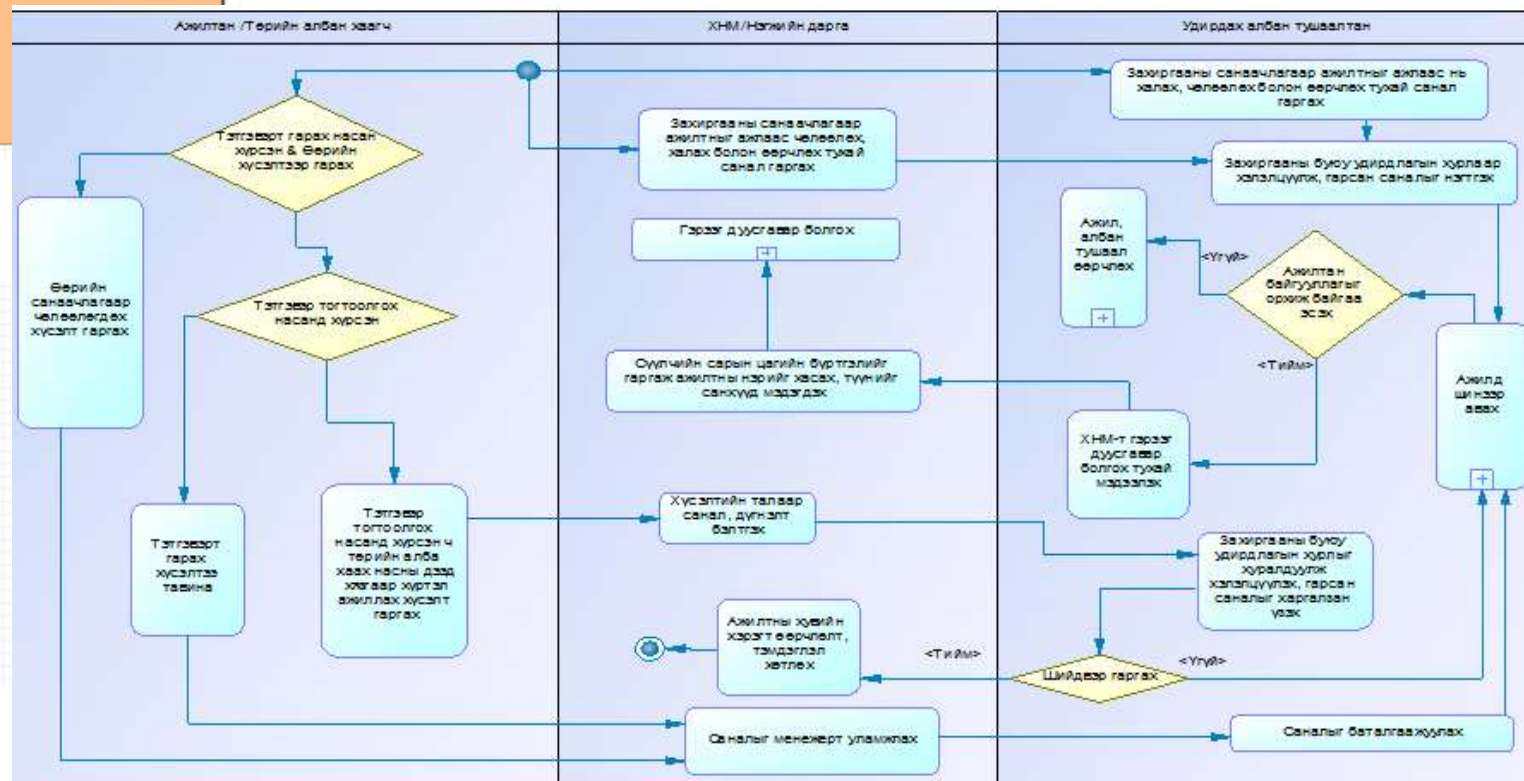 Ажилтан /Төрийн албан хаагч
ХНМ/Нэгжийн дарга
Удирдах албан тушаалтан
Тэтгэвэрт гарах насан
хүрсэн & Өөрийн
хүсэлтээр гарах
Захиргааны санаачлагаар
ажилтныг ажлаас чөлөөлөх,
халах болон өөрчлөх тухай
санал гаргах
Захиргааны санаачлагаар ажилтныг ажлаас нь
халах, чөлөөлөх болон өөрчлөх тухай санал
гаргах
Захиргааны буюу удирдлагын хурлаар
хэлэлцүүлж, гарсан саналыг нэгтгэх
Өөрийн
санаачлагаар
чөлөөлөгдөх
хүсэлт гаргах
Гэрээг дуусгавар болгох
Ажил,
албан
тушаал
өөрчлөх
<Үгүй>
Ажилтан
байгууллагыг
орхиж байгаа
эсэх
Тэтгэвэр тогтоолгох
насанд хүрсэн
<Тийм>
Сүүлчийн сарын цагийн бүртгэлийг
гаргаж ажилтны нэрийг хасах, түүнийг
санхүүд мэдэгдэх
Ажилд
шинээр
авах
ХНМ-т гэрээг
дуусгавар
болгох тухай
мэдээлэх
Тэтгэвэрт
гарах
хүсэлтээ
тавина
Тэтгэвэр
тогтоолгох
насанд хүрсэн ч
төрийн алба
хаах насны дээд
хязгаар хүртэл
ажиллах хүсэлт
гаргах
Хүсэлтийн талаар
санал, дүгнэлт
бэлтгэх
Захиргааны буюу
удирдлагын хурлыг
хуралдуулж
хэлэлцүүлэх, гарсан
саналыг харгалзан
үзэх
Ажилтны хувийн
хэрэгт өөрчлөлт,
тэмдэглэл
хөтлөх
<Тийм>
Шийдвэр гаргах
<Үгүй>
Саналыг менежерт уламжлах
Саналыг баталгаажуулах